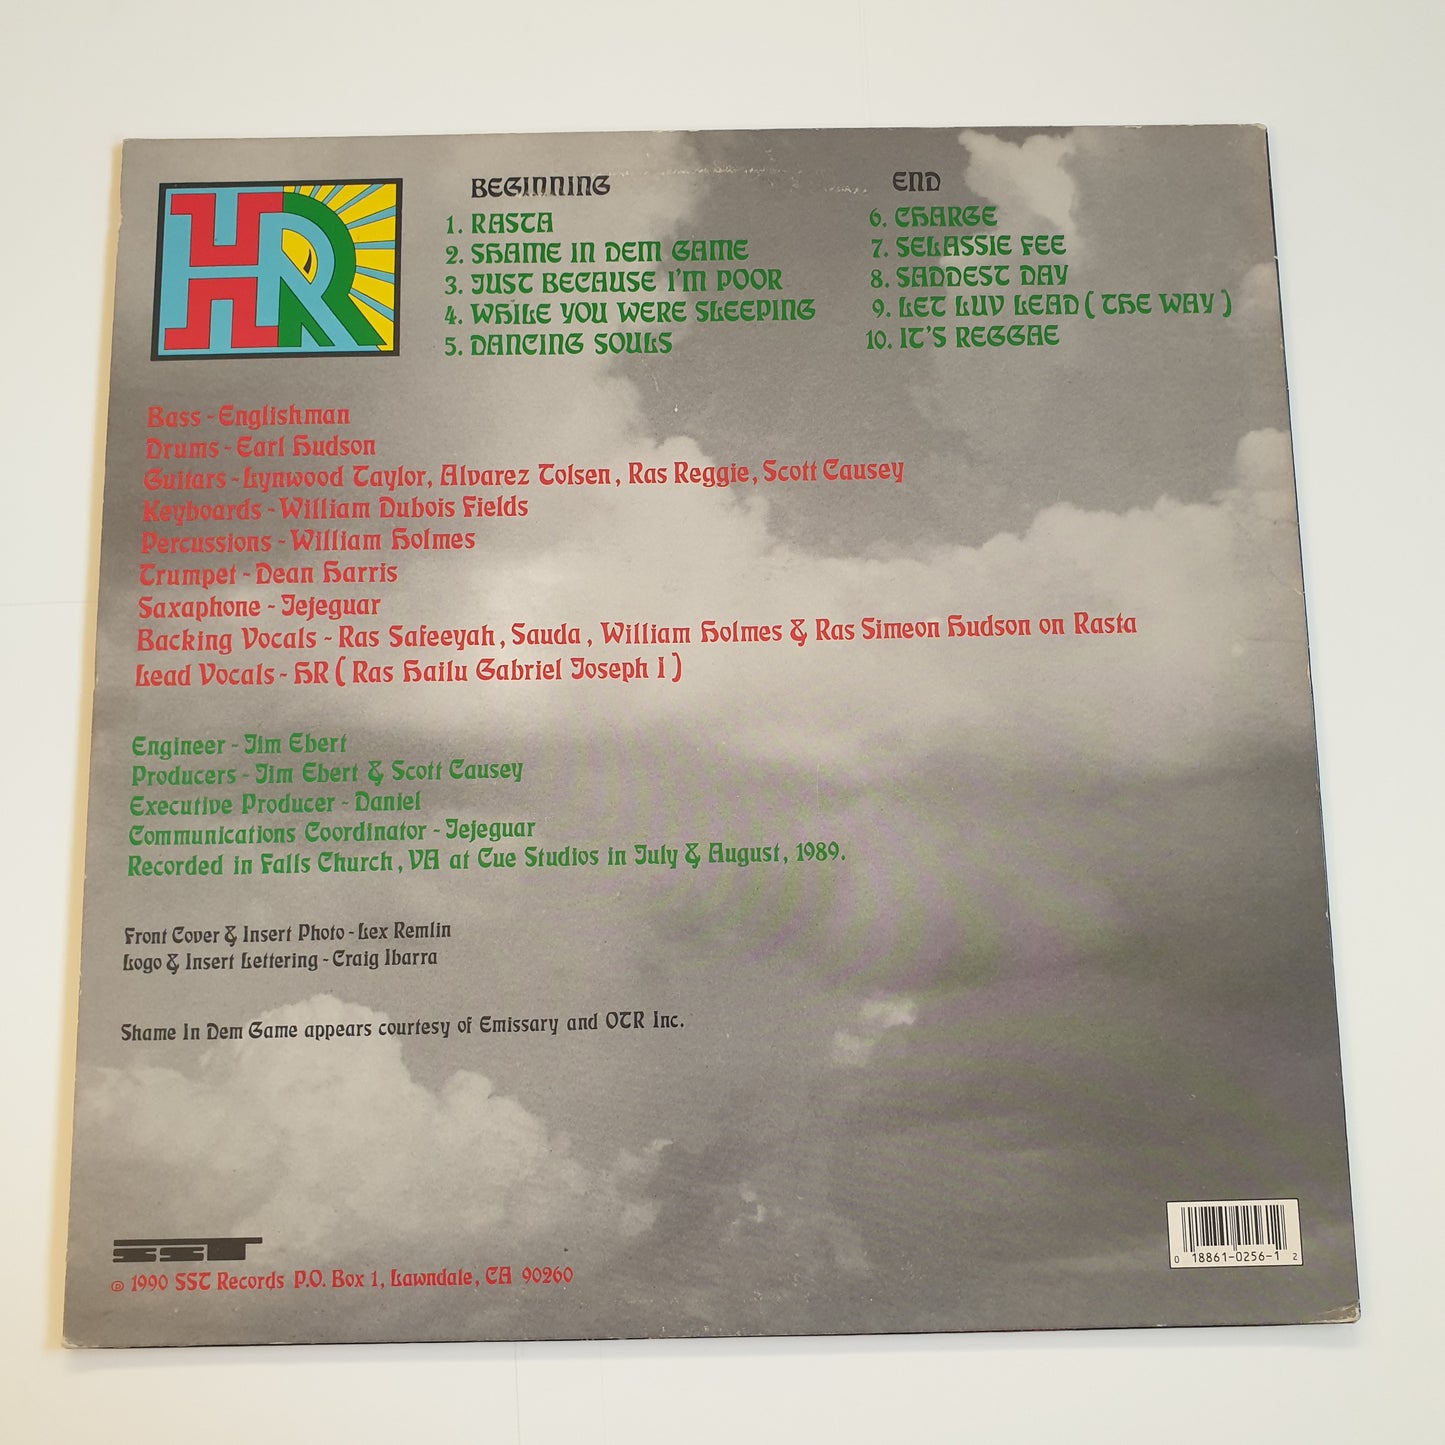 HR
BEGINNING
1. RASTA
2. SHAME IN DEM GAME
3. JUST BECAUSE I'M POOR
4. WHILE YOU WERE SLEEPING
5. DANCING SOULS
END
6. CHARGE
7. SELASSIE FEE
8. SADDEST DAY
9. LET LUV LEAD ( THE WAY )
10. IT'S REGGAE
Bass - Englishman
Drums - Earl Hudson
Guitars - Lynwood Taylor, Alvarez Tolsen, Ras Reggie, Scott Causey
Keyboards - William Dubois Fields
Percussions - William Holmes
Trumpet - Dean Harris
Saxaphone - Jejeguar
Backing Vocals - Ras Safeeyah, Sauda, William Holmes & Ras Simeon Hudson on Rasta
Lead Vocals - HR ( Ras Hailu Gabriel Joseph I )
Engineer - Jim Ebert
Producers - Jim Ebert & Scott Causey
Executive Producer - Daniel
Communications Coordinator - Jejeguar
Recorded in Falls Church, VA at Cue Studios in July & August, 1989.
Front Cover & Insert Photo - Lex Remlin
Logo & Insert Lettering - Craig Ibarra
Shame In Dem Game appears courtesy of Emissary and OTR Inc.
SST
℗ 1990 SST Records P.O. Box 1, Lawndale, CA 90260
0 18861-0256-1 2